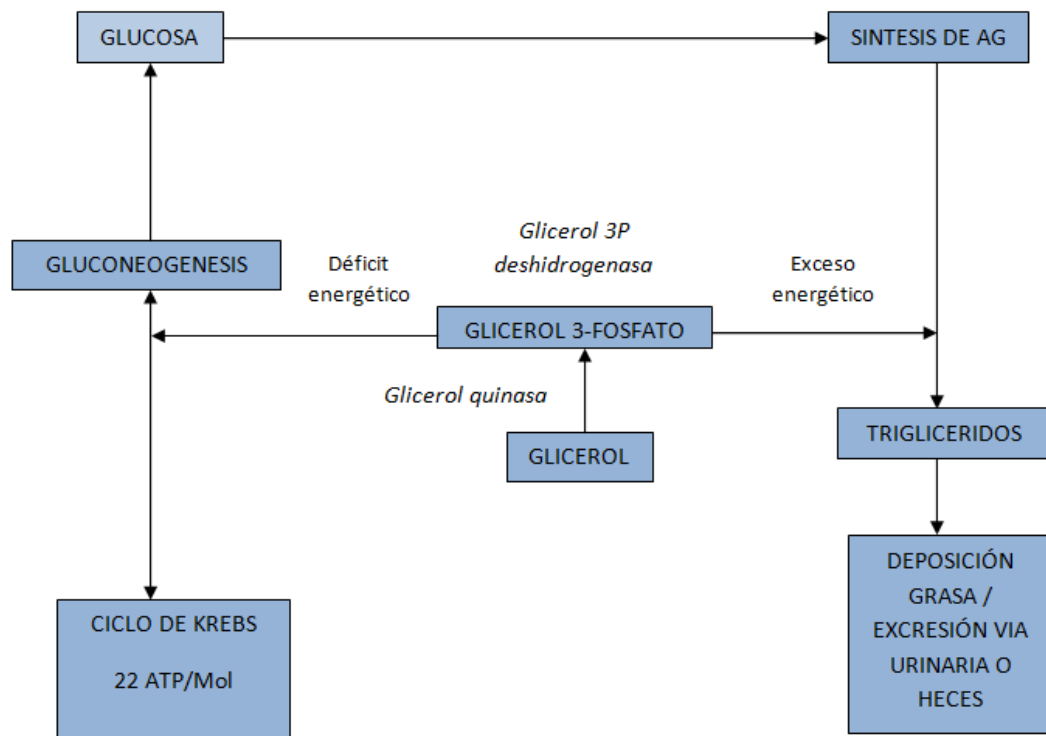 GLUCOSA
SINTESIS DE AG
Glicerol 3P
deshidrogenasa
GLUCONEOGENESIS
Déficit
energético
Exceso
energético
GLICEROL 3-FOSFATO
Glicerol quinasa
GLICEROL
TRIGLICERIDOS
CICLO DE KREBS
22 ATP/Mol
DEPOSICIÓN
GRASA /
EXCRESIÓN VIA
URINARIA O
HECES